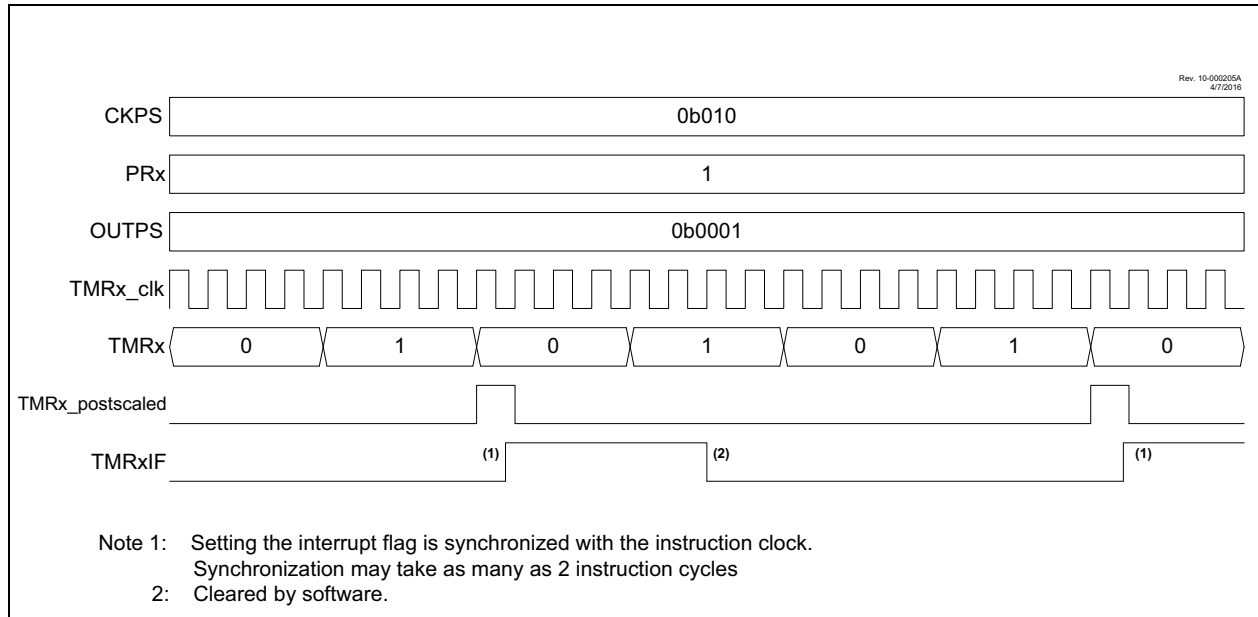 Rev. 10-000205A
4/7/2016
CKPS 0b010
PRx 1
OUTPS 0b0001
TMRx_clk
TMRx 0 1 0 1 0 1 0
TMRx_postscaled
TMRxIF (1) (2) (1)
Note 1: Setting the interrupt flag is synchronized with the instruction clock.
Synchronization may take as many as 2 instruction cycles
2: Cleared by software.